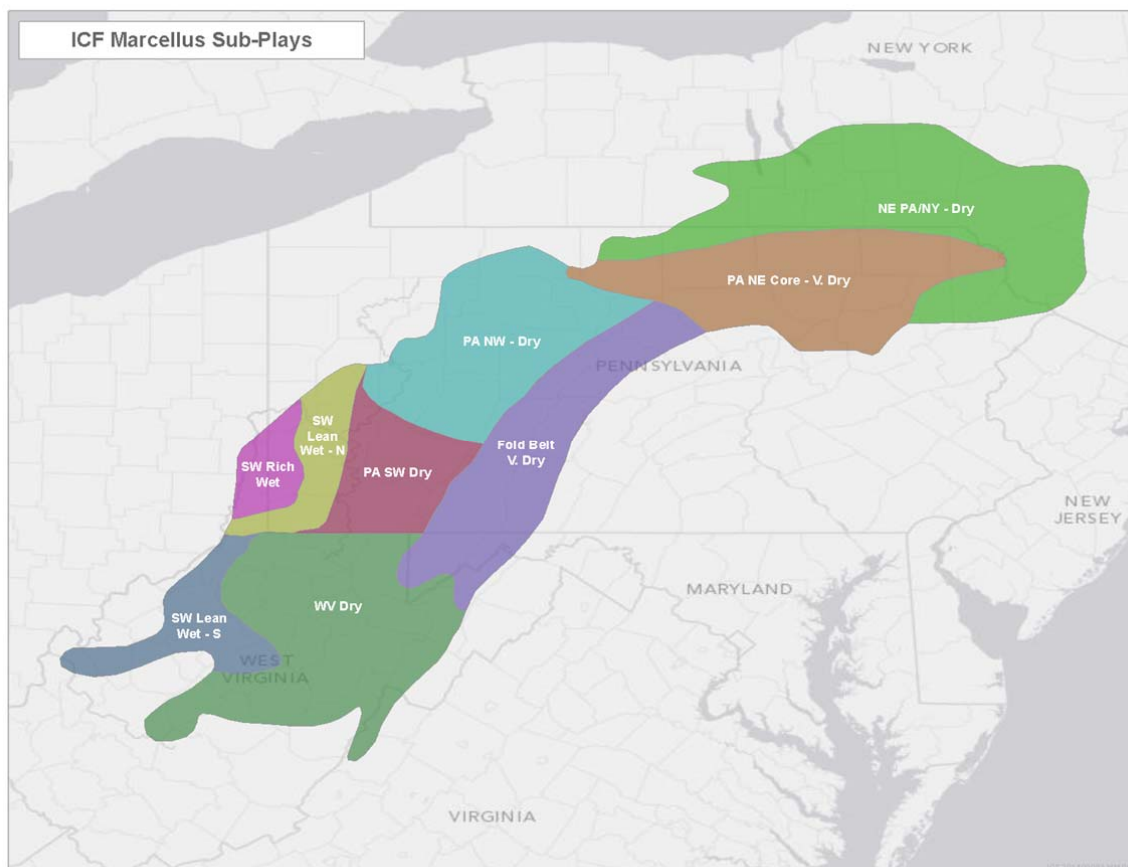 ICF Marcellus Sub-Plays
NEW YORK
NE PA/NY - Dry
PA NE Core - V. Dry
PA NW - Dry
PENNSYLVANIA
SW
Lean
Wet - N
Fold Belt
V. Dry
SW Rich
Wet
PA SW Dry
NEW
JERSEY
MARYLAND
WV Dry
SW Lean
Wet - S
WEST
VIRGINIA
VIRGINIA